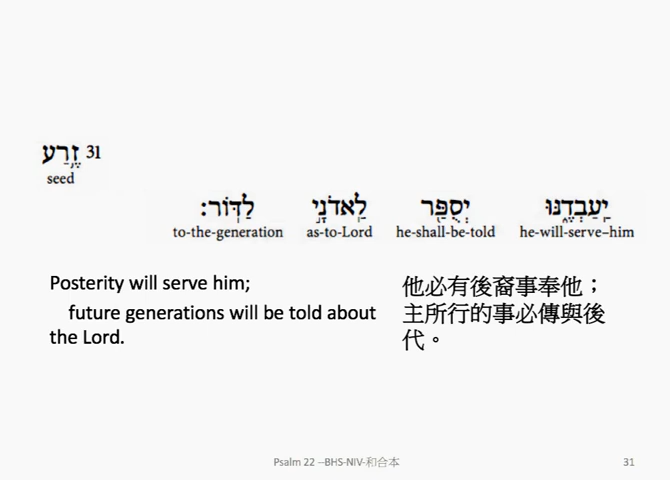 31 זֶ֥רַע
seed
יַֽעַבְדֶ֑נּוּ יְסֻפַּ֖ר לַֽאדֹנָ֣י לַדּֽוֹר׃
to-the-generation as-to-Lord he-shall-be-told he-will-serve–him
Posterity will serve him;
future generations will be told about
the Lord.
他必有後裔事奉他；
主所行的事必傳與後
代。
Psalm 22 --BHS-NIV-和合本
31